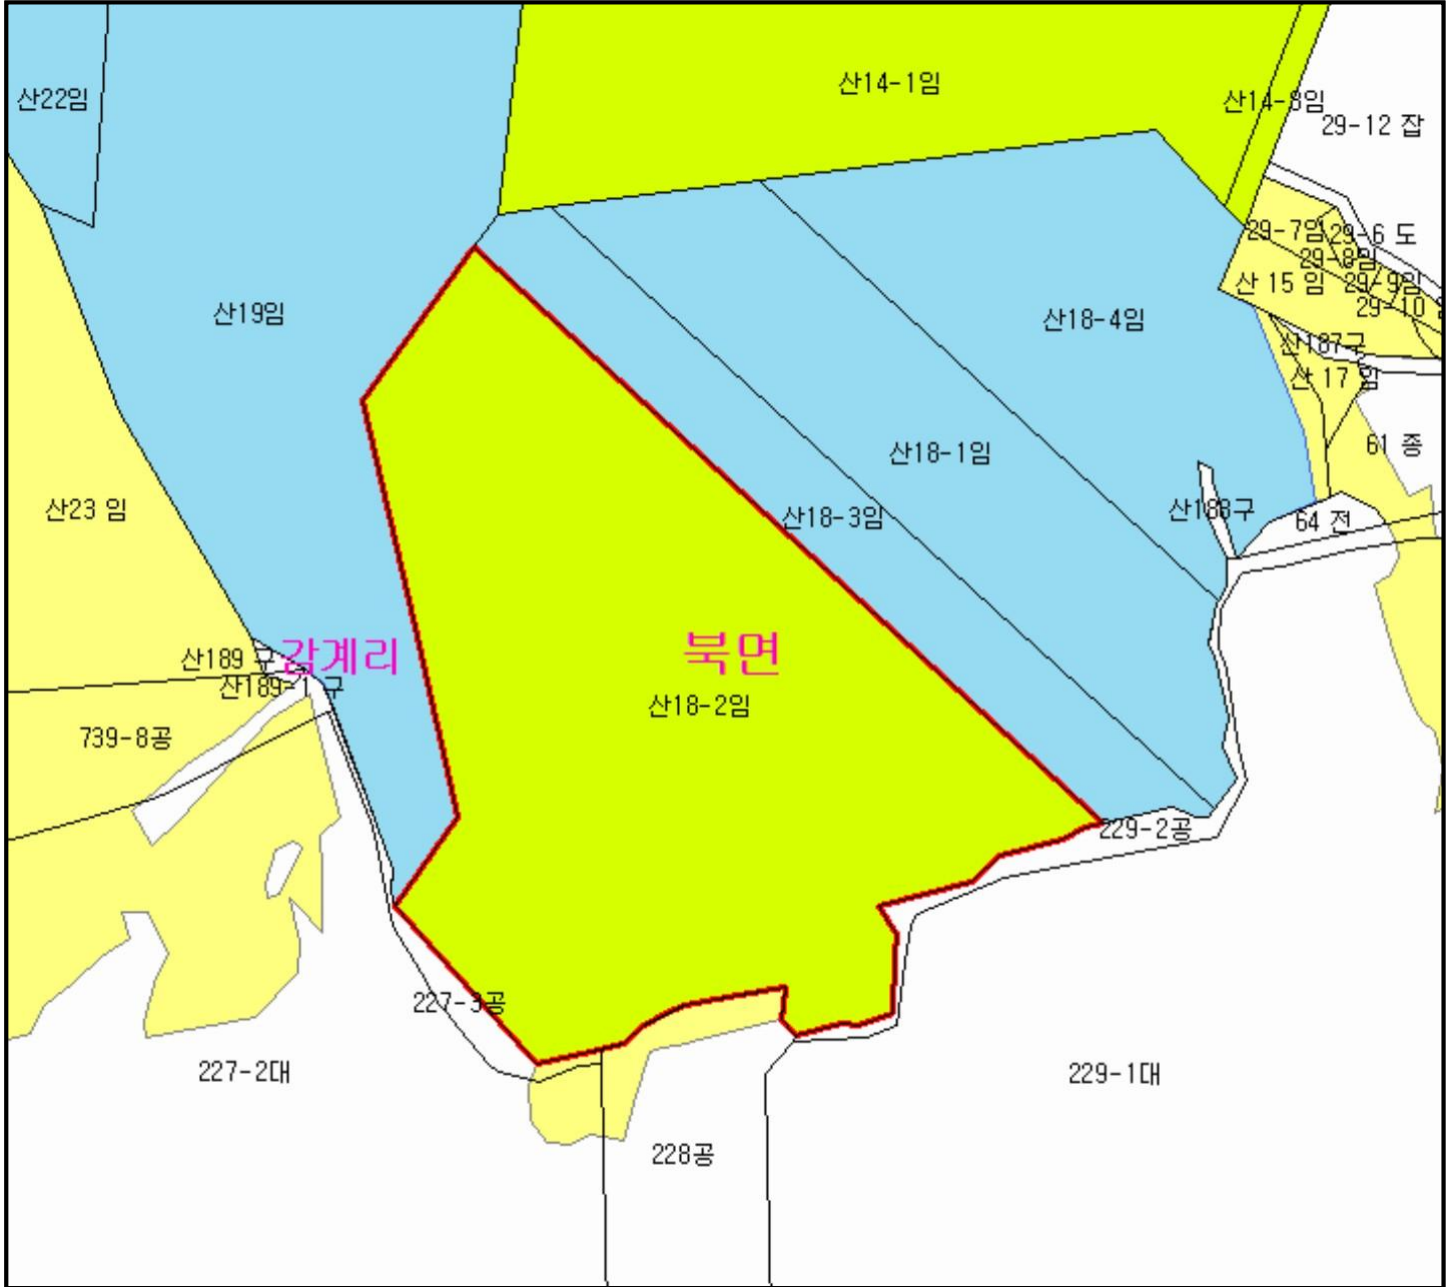 산14-1임
산22임
산14-3임
29-12 잡
29-7임
29-6 도
29-8임
산 15 임
29-9임
29-10
산19임
산18-4임
산187구
산 17 임
61 종
산18-1임
산23 임
산188구
산18-3임
64 전
북면
감계리
산189 구
산189-1 구
산18-2임
739-8공
229-2공
227-3공
227-2대
229-1대
228공